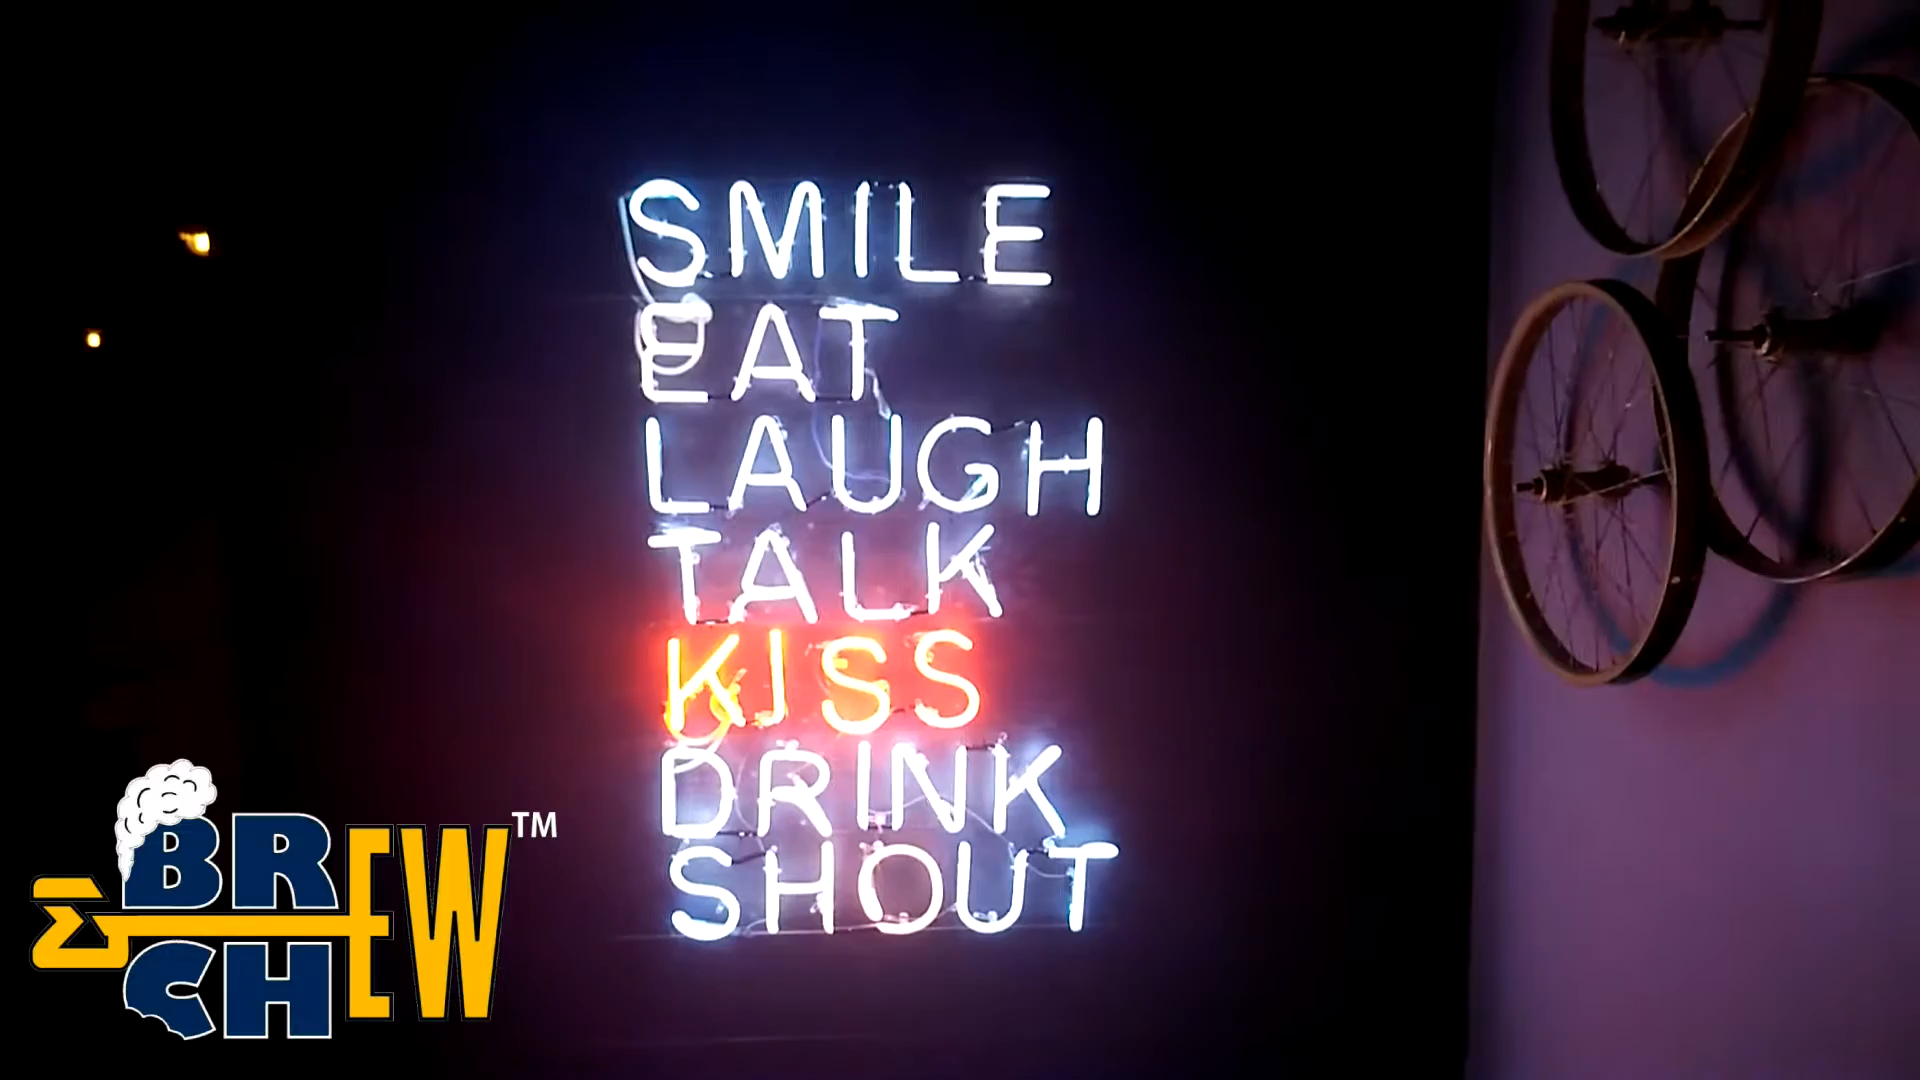 SMILE
EAT
LAUGH
TALK
KISS
DRINK
SHOUT
BREW
CHEW
TM